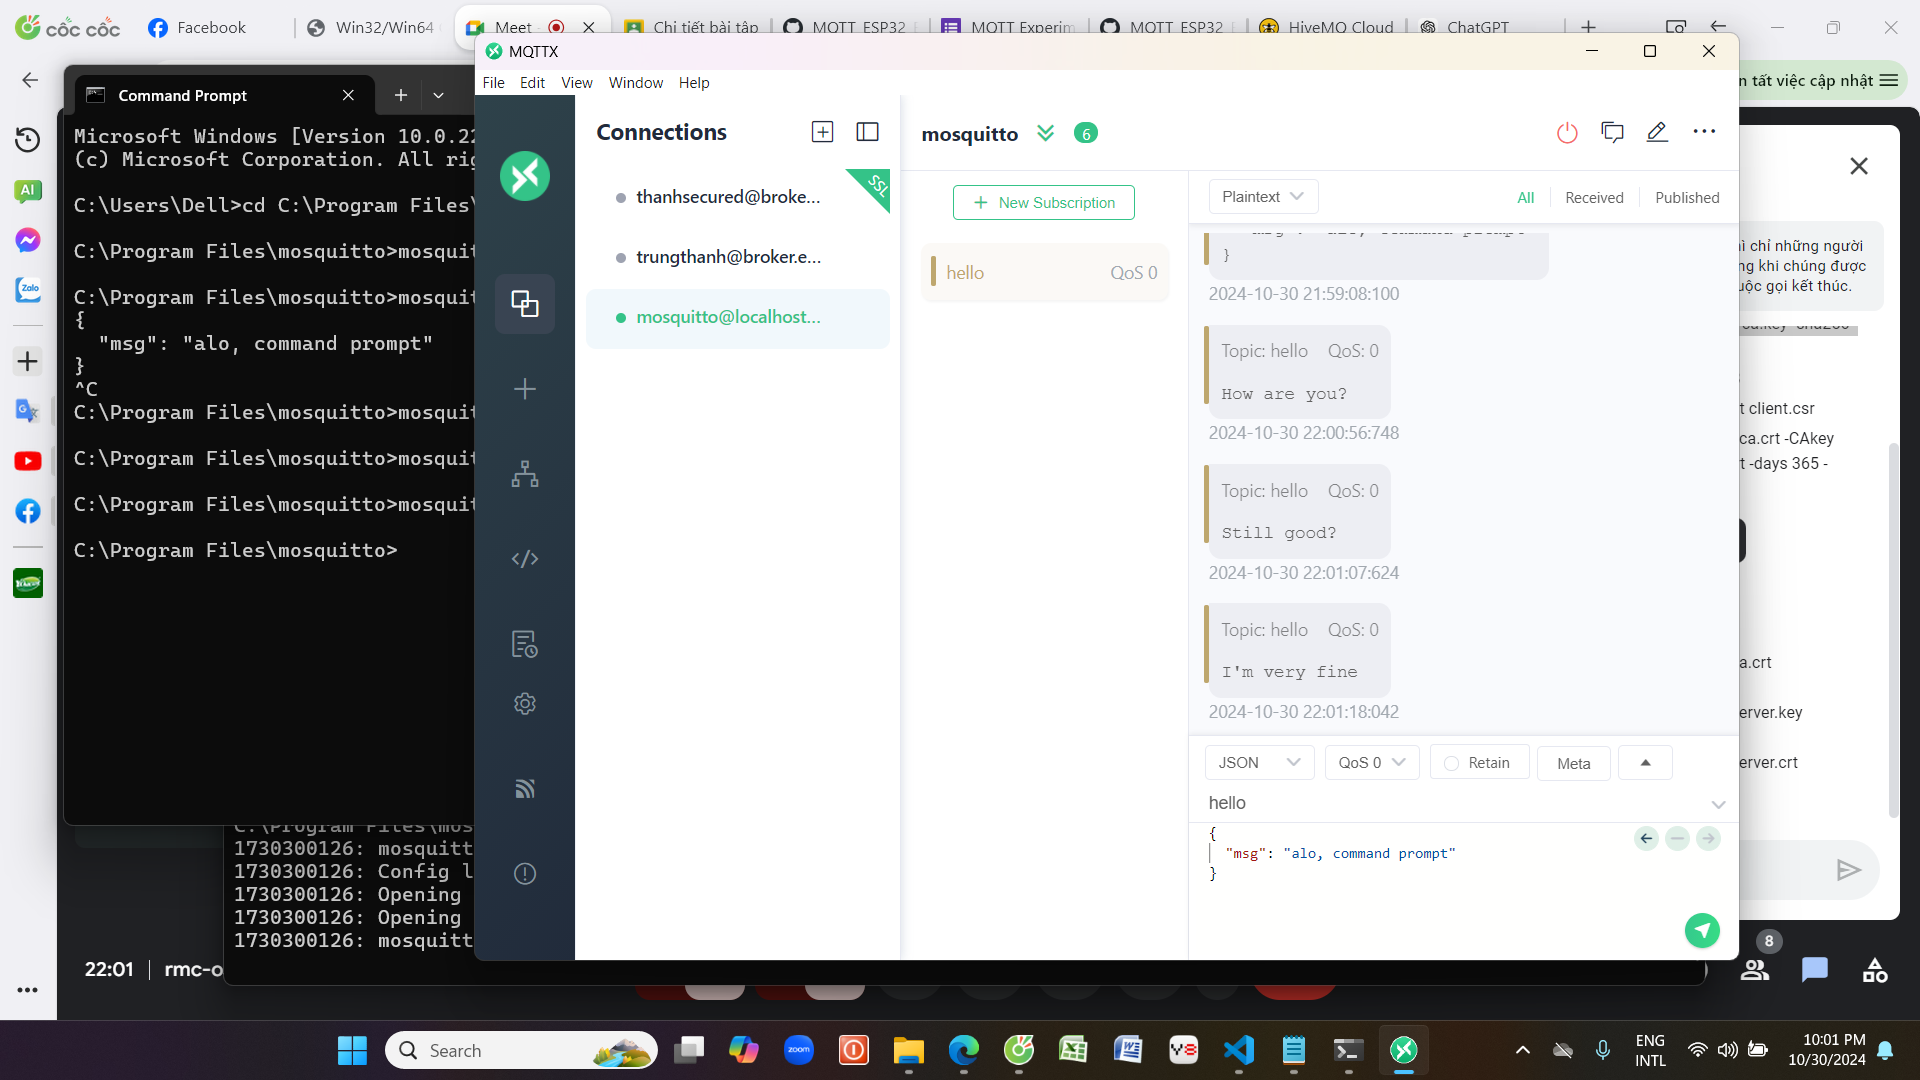 cốc cốc
Facebook
Win32/Win64
Meet
Chi tiết bài tập
MQTT_ESP32
MQTT Experim
MQTT_ESP32
HiveMQ Cloud
ChatGPT
n tất việc cập nhật
MQTTX
File Edit View Window Help
Command Prompt
Microsoft Windows [Version 10.0.22
(c) Microsoft Corporation. All rig
C:\Users\Dell>cd C:\Program Files\
C:\Program Files\mosquitto>mosquit
C:\Program Files\mosquitto>mosquit
{
"msg": "alo, command prompt"
}
^C
C:\Program Files\mosquitto>mosquit
C:\Program Files\mosquitto>mosquit
C:\Program Files\mosquitto>mosquit
C:\Program Files\mosquitto>
C:\Program Files\mos
1730300126: mosquitt
1730300126: Config l
1730300126: Opening
1730300126: Opening
1730300126: mosquitt
22:01 | rmc-o
AI
Zalo
Connections
thanhsecured@broke...
SSL
trungthanh@broker.e...
mosquitto@localhost...
mosquitto
6
+ New Subscription
hello QoS 0
Plaintext
All Received Published
}
2024-10-30 21:59:08:100
Topic: hello QoS: 0
How are you?
2024-10-30 22:00:56:748
Topic: hello QoS: 0
Still good?
2024-10-30 22:01:07:624
Topic: hello QoS: 0
I'm very fine
2024-10-30 22:01:18:042
JSON
QoS 0
Retain
Meta
hello
{
"msg": "alo, command prompt"
}
ì chỉ những người
ng khi chúng được
uộc gọi kết thúc.
t client.csr
ca.crt -CAkey
t -days 365 -
a.crt
erver.key
erver.crt
8
Search
zoom
ENG
INTL
10:01 PM
10/30/2024